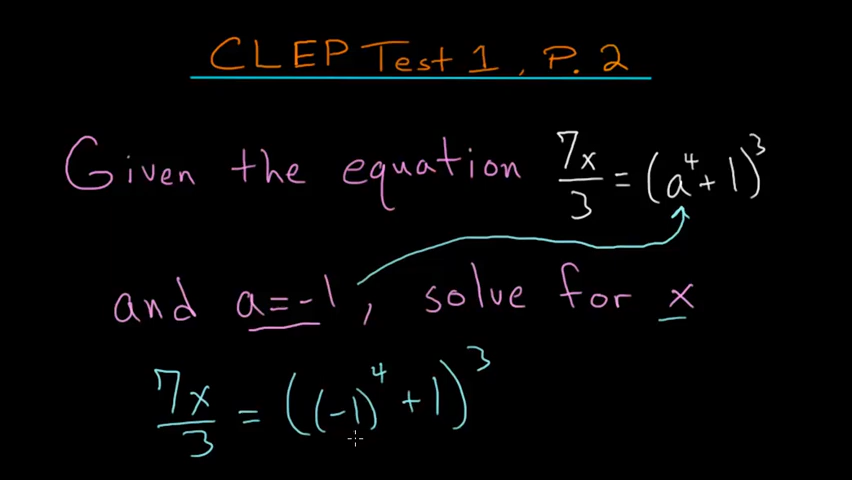 CLEP Test 1, P. 2
Given the equation 7x/3 = (a⁴ + 1)³
and a = -1, solve for x
7x/3 = ((-1)⁴ + 1)³